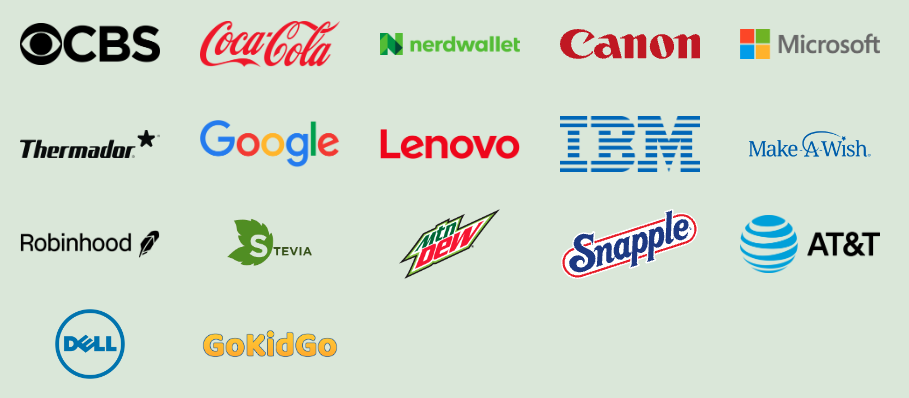 CBS
Coca-Cola
nerdwallet
Canon
Microsoft
Thermador
Google
Lenovo
IBM
Make-A-Wish
Robinhood
STEVIA
Mtn
DEW
Snapple
AT&T
DELL
GoKidGo